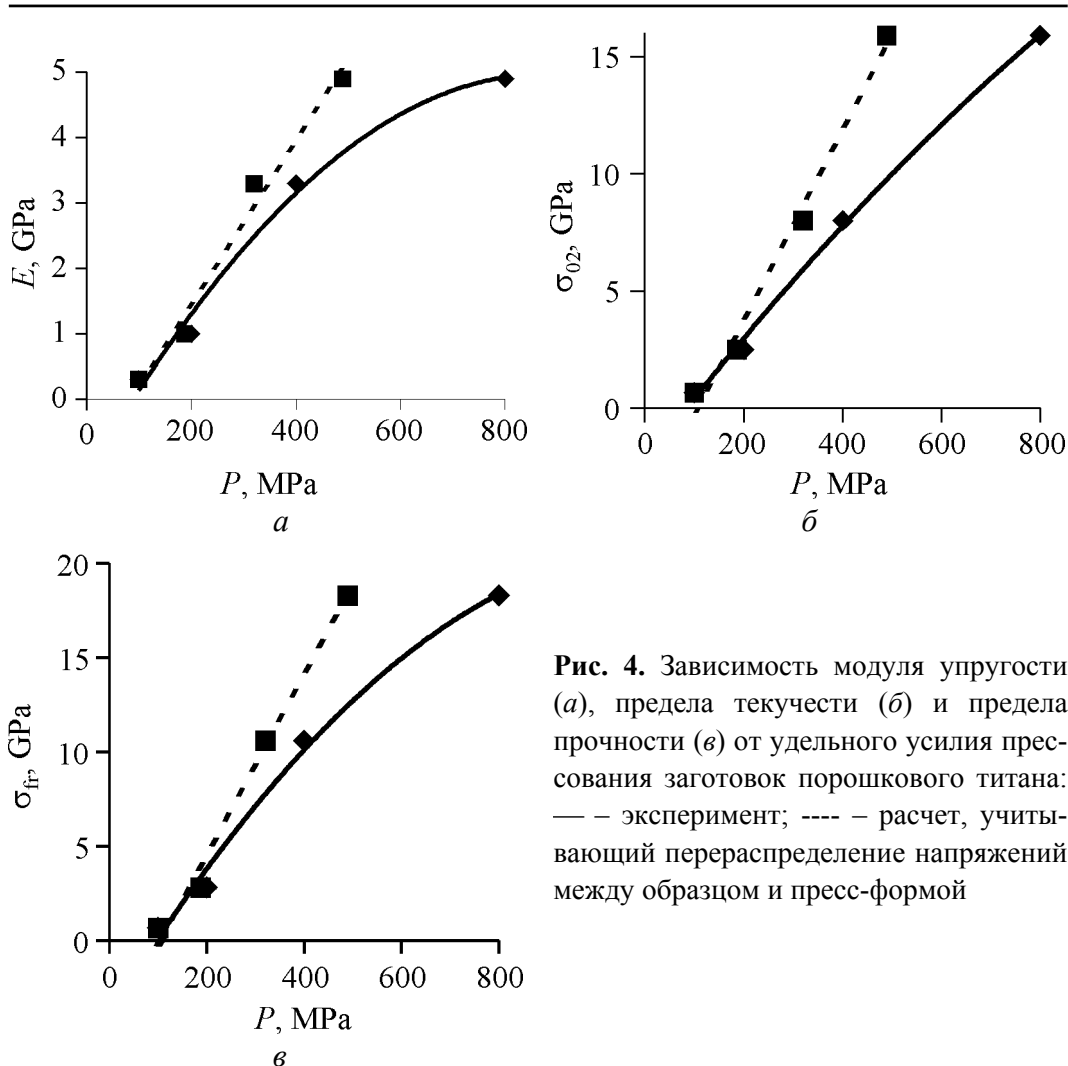 5
4
3
2
1
0
E, GPa
0
200
400
600
800
P, MPa
а
15
10
5
0
σ02, GPa
0
200
400
600
800
P, MPa
б
20
15
10
5
0
σfr, GPa
0
200
400
600
800
P, MPa
в
Рис. 4. Зависимость модуля упругости
(а), предела текучести (б) и предела
прочности (в) от удельного усилия прес-
сования заготовок порошкового титана:
— – эксперимент; ---- – расчет, учиты-
вающий перераспределение напряжений
между образцом и пресс-формой